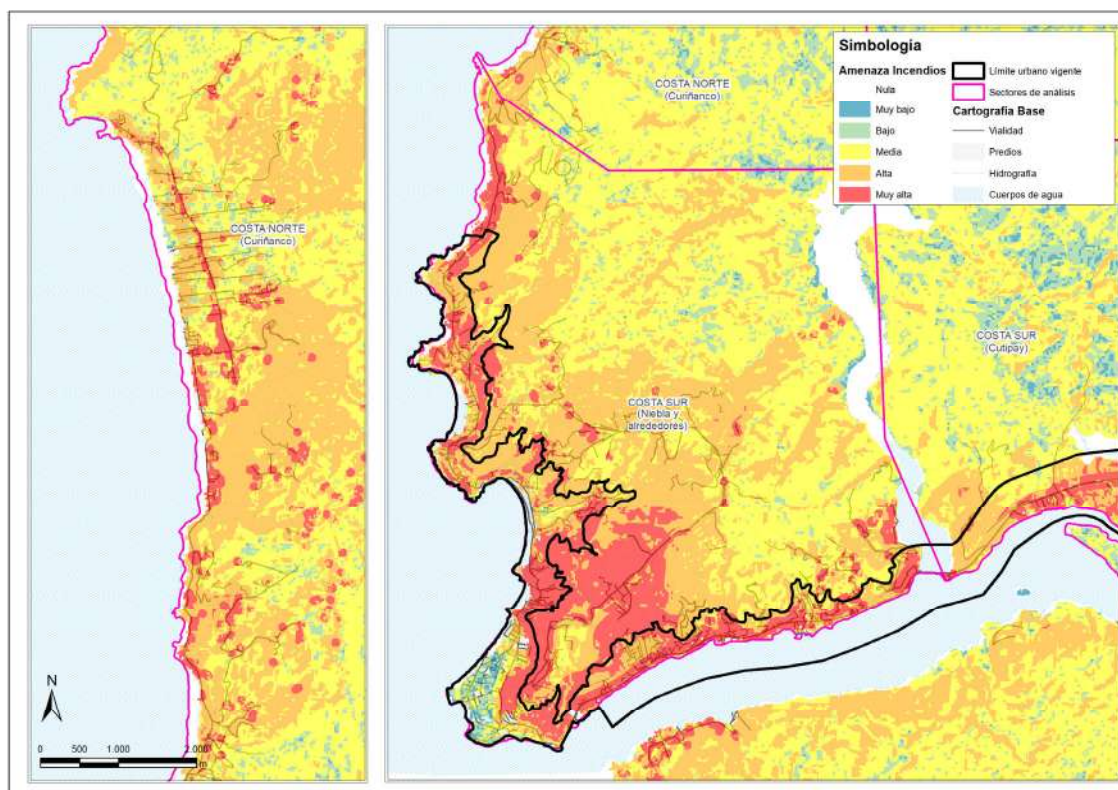 COSTA NORTE
(Curiñanco)
N
0 500 1.000 2.000
m
COSTA NORTE
(Curiñanco)
COSTA SUR
(Niebla y
alrededores)
COSTA SUR
(Cutipay)
Simbología
Amenaza Incendios
Nula
Muy bajo
Bajo
Media
Alta
Muy alta
Límite urbano vigente
Sectores de análisis
Cartografía Base
Vialidad
Predios
Hidrografía
Cuerpos de agua